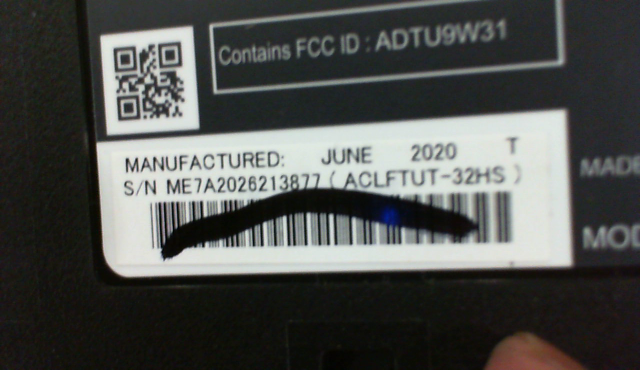 Contains FCC ID : ADTU9W31
MANUFACTURED: JUNE 2020 T
S/N ME7A2026213877 ( ACLFTUT-32HS )
MADE
MOD